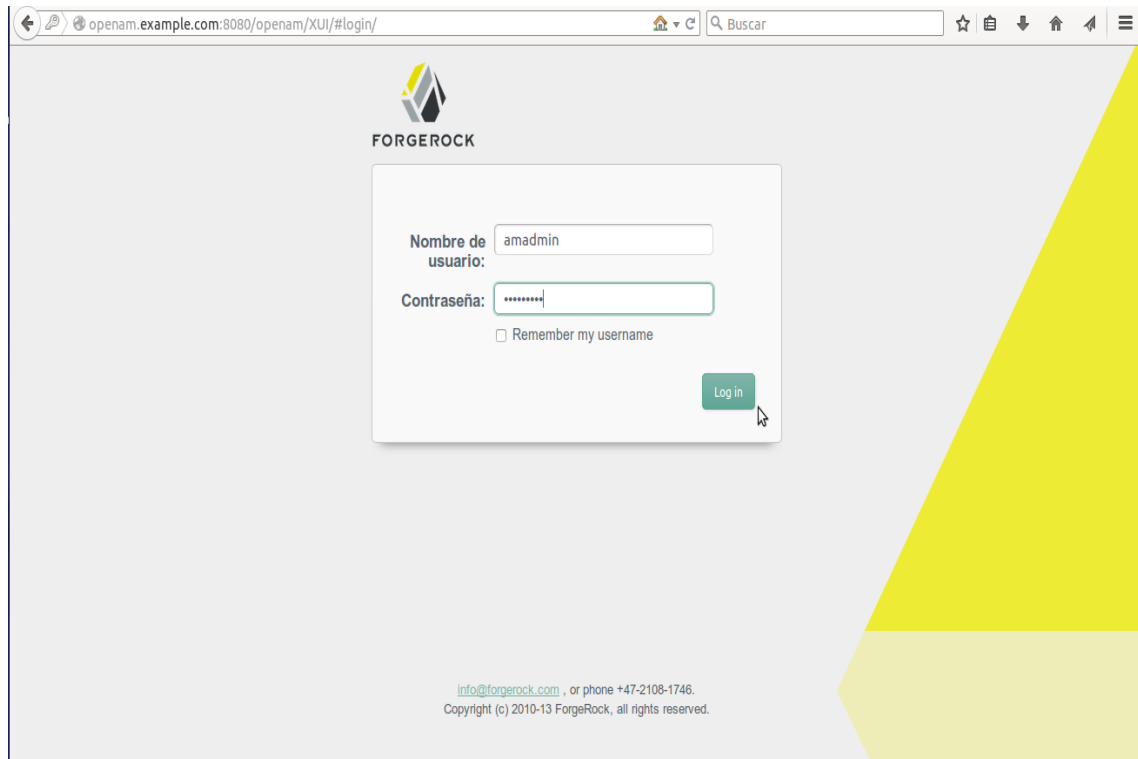 openam.example.com:8080/openam/XUI/#login/
Buscar
FORGEROCK
Nombre de
usuario:
amadmin
Contraseña:
•••••••••
Remember my username
Log in
info@forgerock.com , or phone +47-2108-1746.
Copyright (c) 2010-13 ForgeRock, all rights reserved.